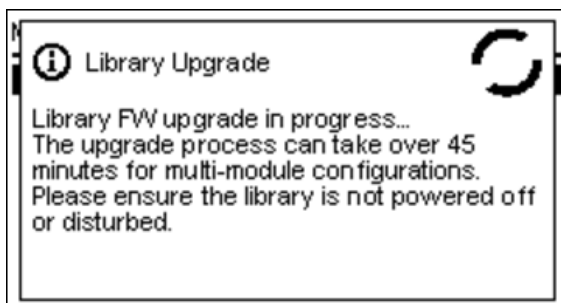 Library Upgrade
Library FW upgrade in progress...
The upgrade process can take over 45
minutes for multi-module configurations.
Please ensure the library is not powered off
or disturbed.